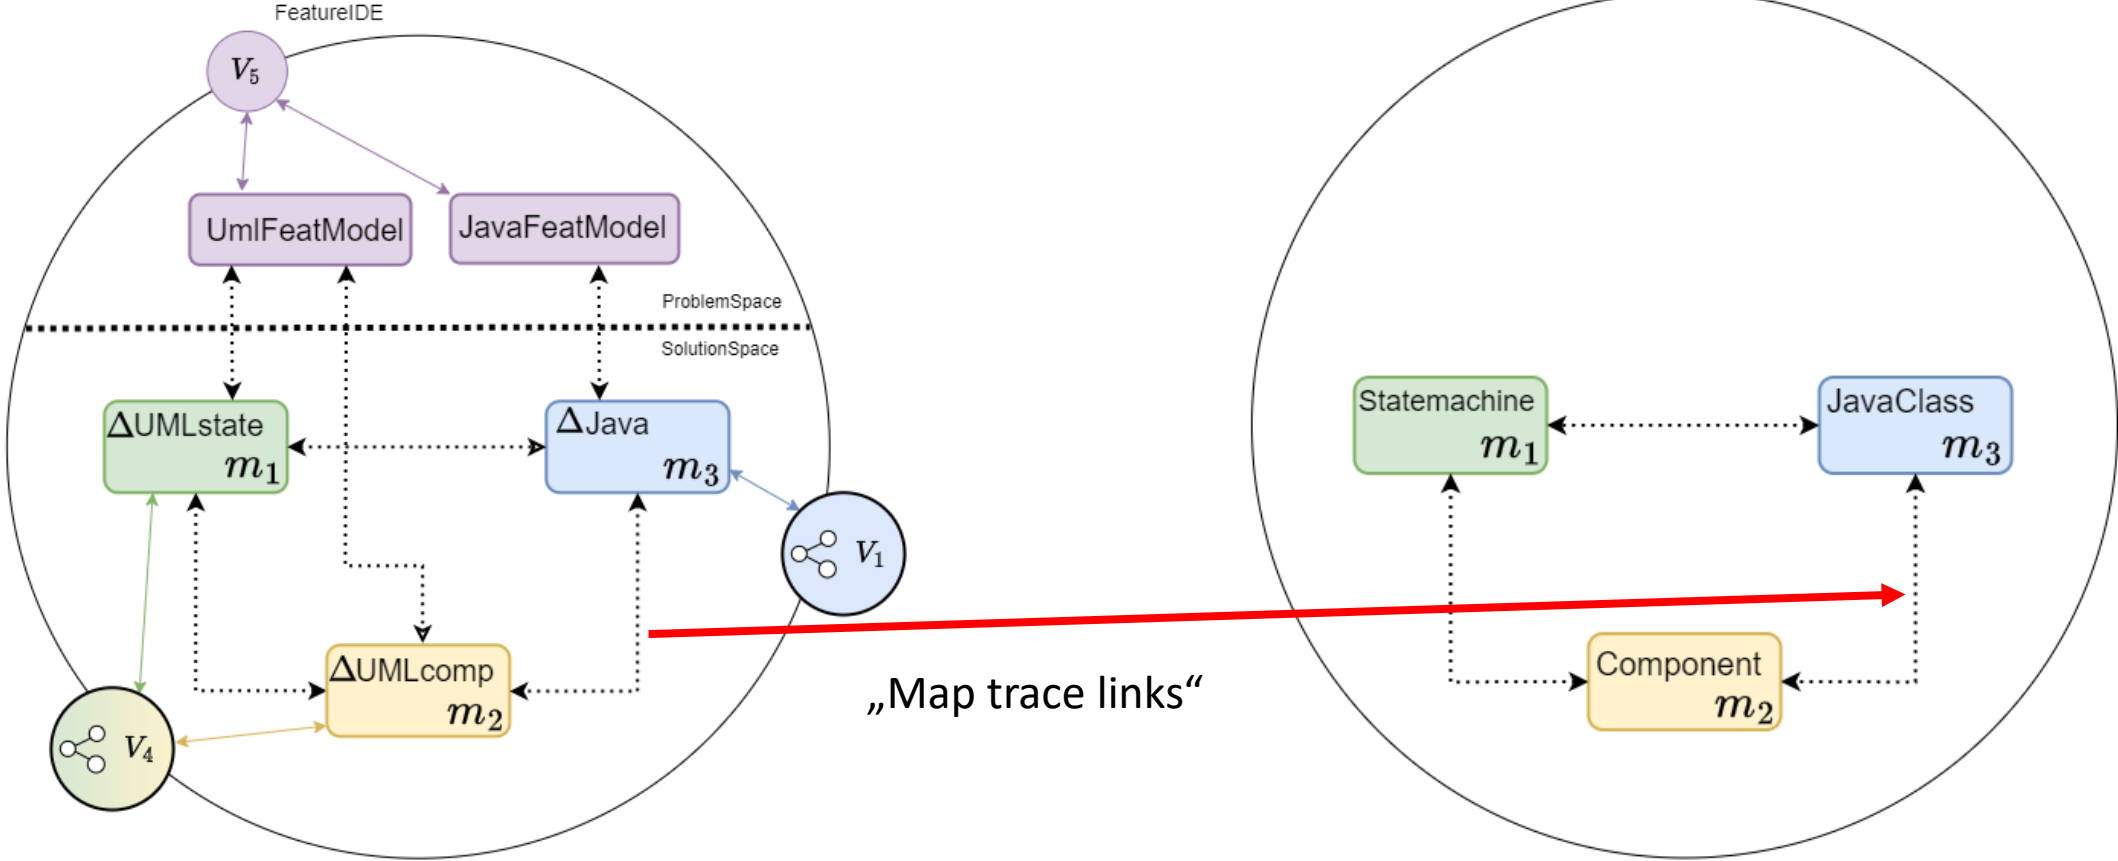 FeatureIDE
V₅
UmlFeatModel
JavaFeatModel
ProblemSpace
SolutionSpace
ΔUMLstate
m₁
ΔJava
m₃
V₁
ΔUMLcomp
m₂
V₄
„Map trace links“
Statemachine
m₁
JavaClass
m₃
Component
m₂